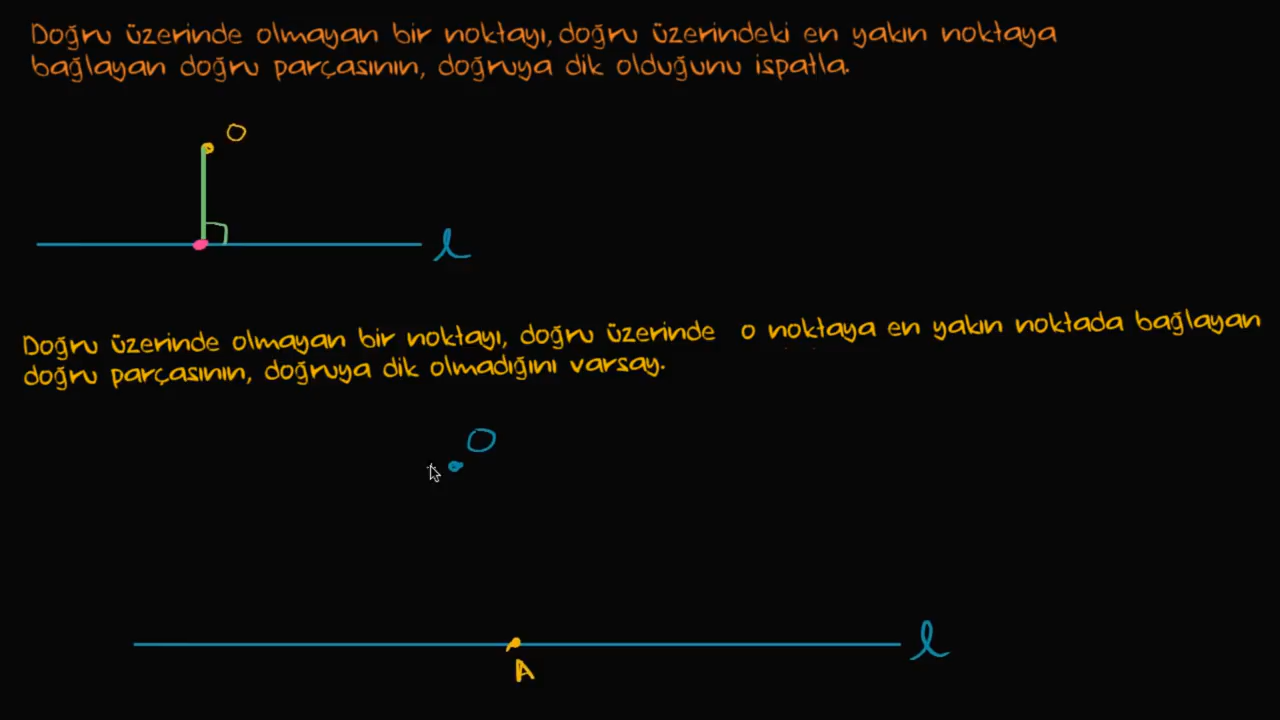 Doğru üzerinde olmayan bir noktayı, doğru üzerindeki en yakın noktaya
bağlayan doğru parçasının, doğruya dik olduğunu ispatla.
O
l
Doğru üzerinde olmayan bir noktayı, doğru üzerinde o noktaya en yakın noktada bağlayan
doğru parçasının, doğruya dik olmadığını varsay.
O
l
A